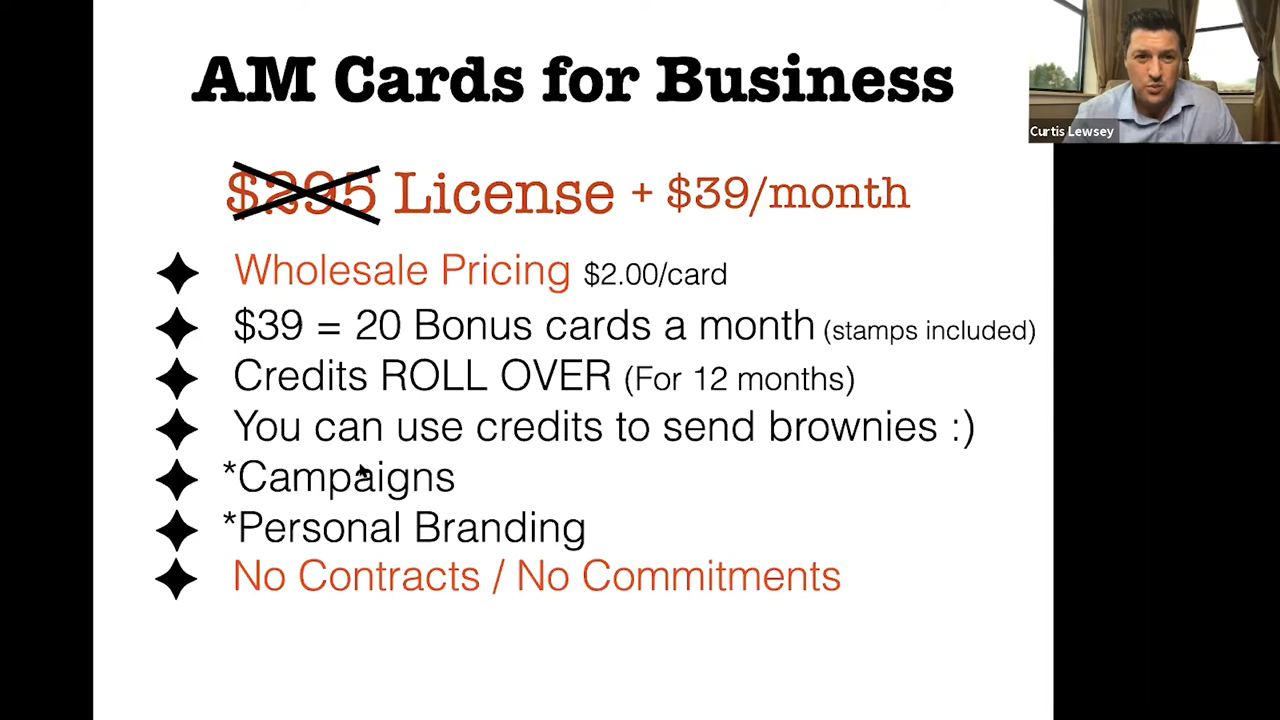 AM Cards for Business
Curtis Lewsey
$295 License + $39/month
Wholesale Pricing $2.00/card
$39 = 20 Bonus cards a month (stamps included)
Credits ROLL OVER (For 12 months)
You can use credits to send brownies :)
*Campaigns
*Personal Branding
No Contracts / No Commitments